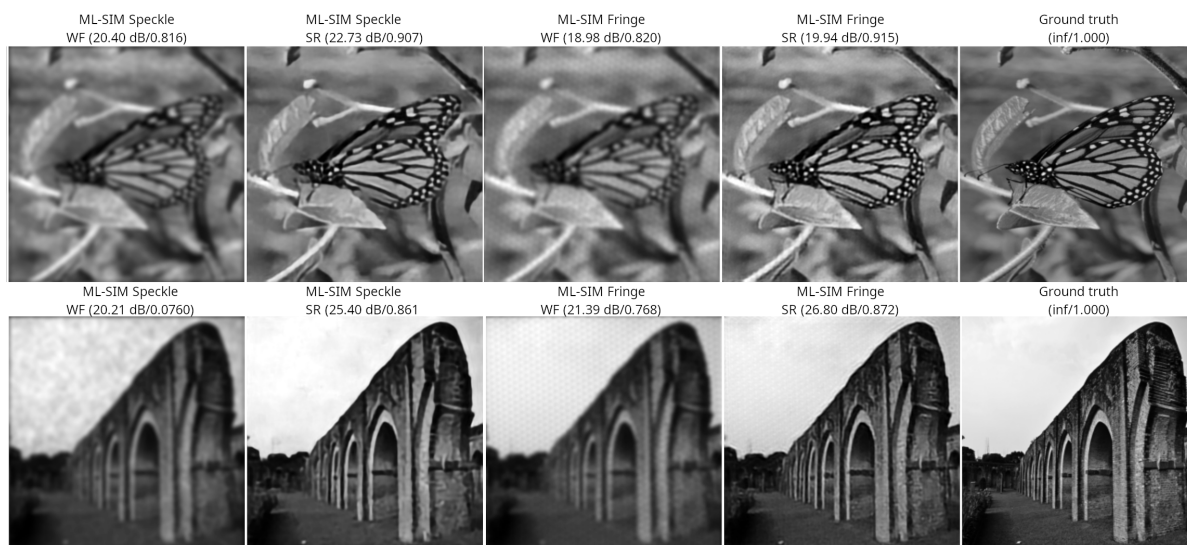 ML-SIM Speckle
WF (20.40 dB/0.816)
ML-SIM Speckle
SR (22.73 dB/0.907)
ML-SIM Fringe
WF (18.98 dB/0.820)
ML-SIM Fringe
SR (19.94 dB/0.915)
Ground truth
(inf/1.000)
ML-SIM Speckle
WF (20.21 dB/0.0760)
ML-SIM Speckle
SR (25.40 dB/0.861
ML-SIM Fringe
WF (21.39 dB/0.768)
ML-SIM Fringe
SR (26.80 dB/0.872)
Ground truth
(inf/1.000)